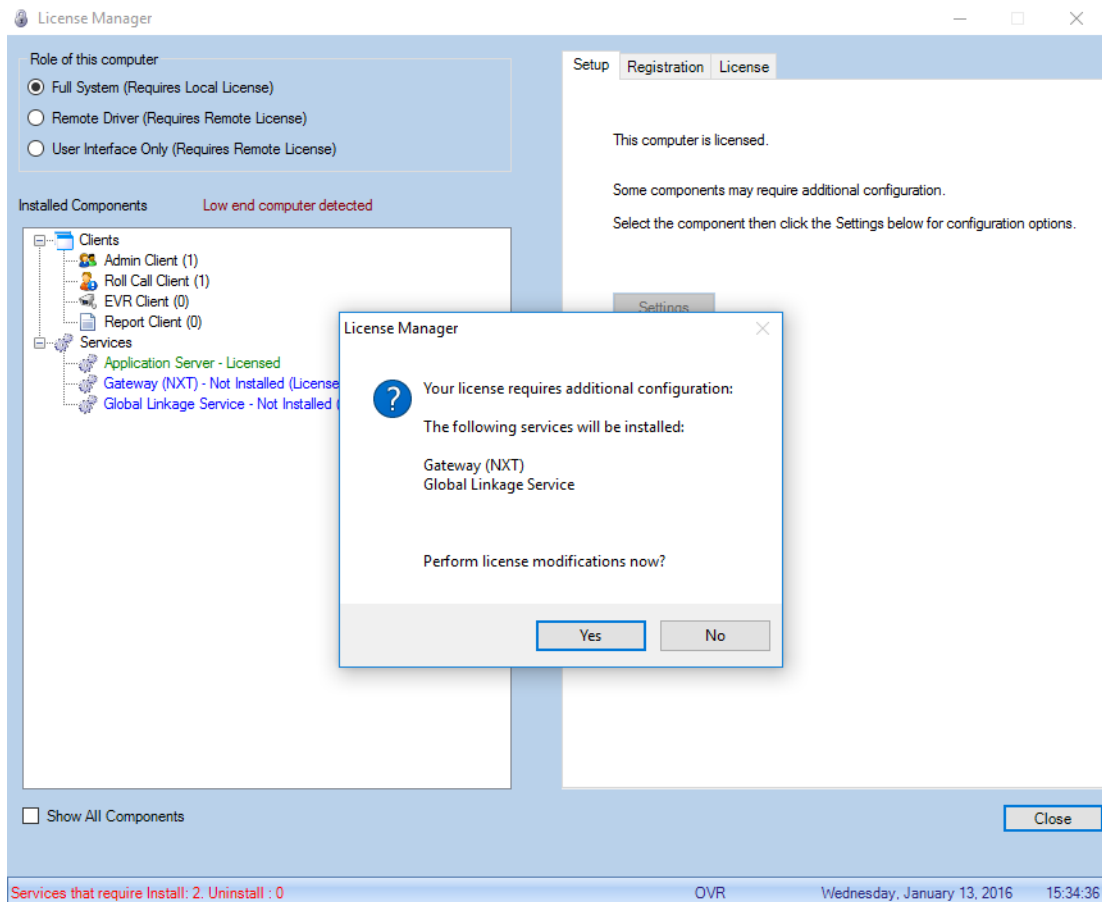 License Manager
Role of this computer
Full System (Requires Local License)
Remote Driver (Requires Remote License)
User Interface Only (Requires Remote License)
Installed Components Low end computer detected
Clients
Admin Client (1)
Roll Call Client (1)
EVR Client (0)
Report Client (0)
Services
Application Server - Licensed
Gateway (NXT) - Not Installed (License
Global Linkage Service - Not Installed (
Show All Components
Setup Registration License
This computer is licensed.
Some components may require additional configuration.
Select the component then click the Settings below for configuration options.
Settings
License Manager
Your license requires additional configuration:
The following services will be installed:
Gateway (NXT)
Global Linkage Service
Perform license modifications now?
Yes No
Close
Services that require Install: 2. Uninstall : 0 OVR Wednesday, January 13, 2016 15:34:36